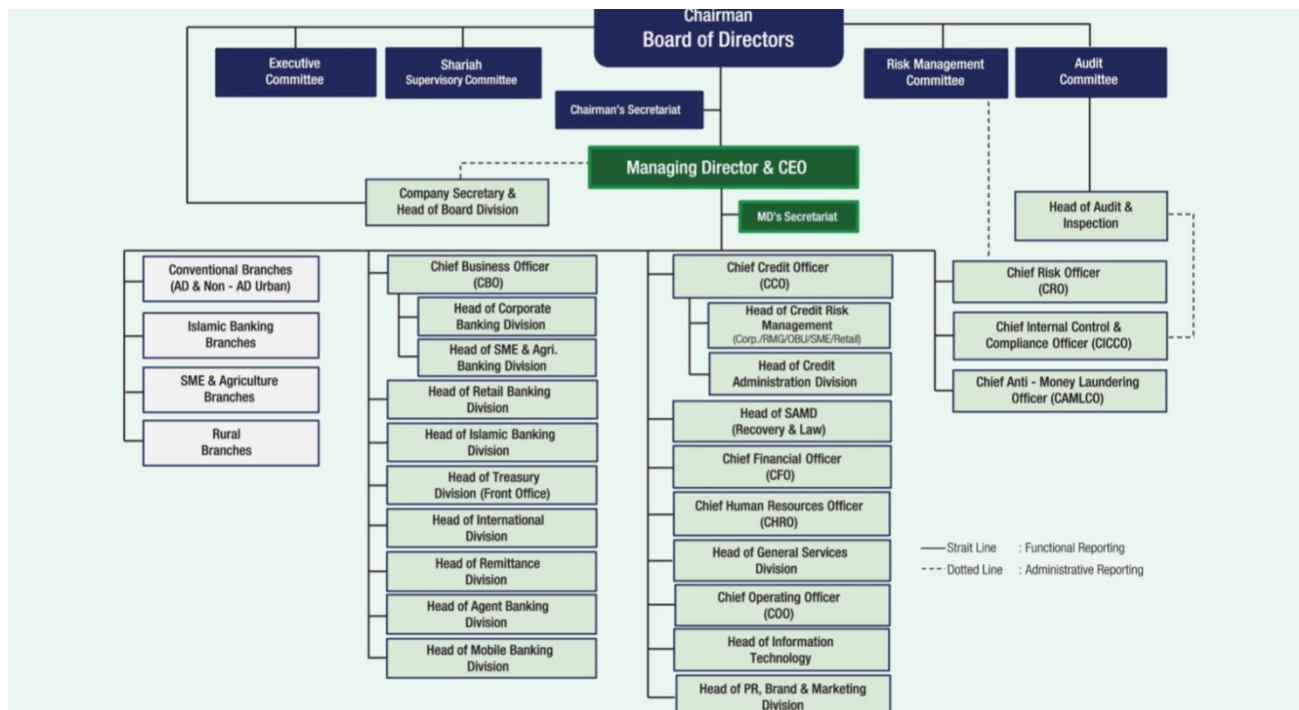 Chairman
Board of Directors
Executive
Committee
Shariah
Supervisory Committee
Risk Management
Committee
Audit
Committee
Chairman's Secretariat
Managing Director & CEO
Company Secretary &
Head of Board Division
MD's Secretariat
Head of Audit &
Inspection
Conventional Branches
(AD & Non - AD Urban)
Islamic Banking
Branches
SME & Agriculture
Branches
Rural
Branches
Chief Business Officer
(CBO)
Head of Corporate
Banking Division
Head of SME & Agri.
Banking Division
Head of Retail Banking
Division
Head of Islamic Banking
Division
Head of Treasury
Division (Front Office)
Head of International
Division
Head of Remittance
Division
Head of Agent Banking
Division
Head of Mobile Banking
Division
Chief Credit Officer
(CCO)
Head of Credit Risk
Management
(Corp./RMG/OBU/SME/Retail)
Head of Credit
Administration Division
Head of SAMD
(Recovery & Law)
Chief Financial Officer
(CFO)
Chief Human Resources Officer
(CHRO)
Head of General Services
Division
Chief Operating Officer
(COO)
Head of Information
Technology
Head of PR, Brand & Marketing
Division
Chief Risk Officer
(CRO)
Chief Internal Control &
Compliance Officer (CICCO)
Chief Anti - Money Laundering
Officer (CAMLCO)
Strait Line : Functional Reporting
Dotted Line : Administrative Reporting